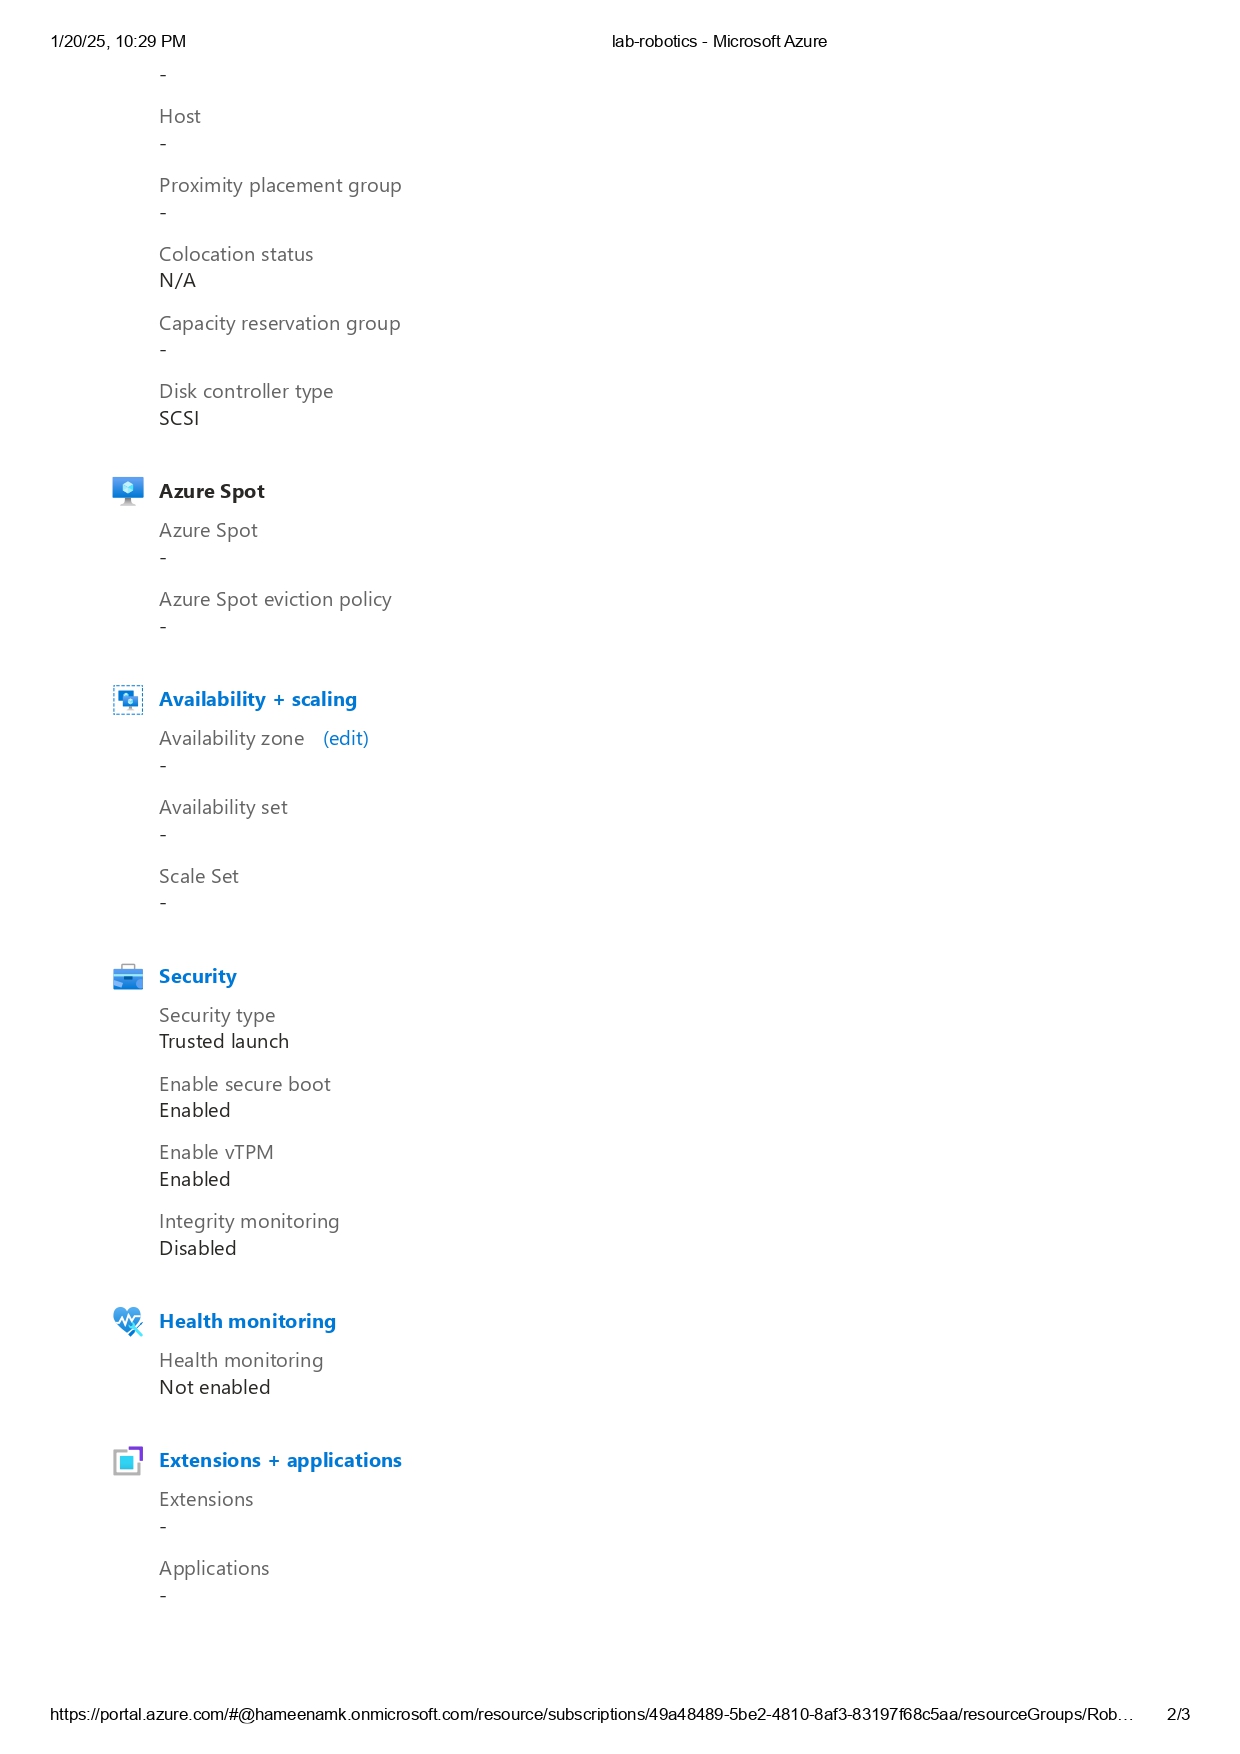 1/20/25, 10:29 PM
lab-robotics - Microsoft Azure
-
Host
-
Proximity placement group
-
Colocation status
N/A
Capacity reservation group
-
Disk controller type
SCSI
Azure Spot
Azure Spot
-
Azure Spot eviction policy
-
Availability + scaling
Availability zone (edit)
-
Availability set
-
Scale Set
-
Security
Security type
Trusted launch
Enable secure boot
Enabled
Enable vTPM
Enabled
Integrity monitoring
Disabled
Health monitoring
Health monitoring
Not enabled
Extensions + applications
Extensions
-
Applications
-
https://portal.azure.com/#@hameenamk.onmicrosoft.com/resource/subscriptions/49a48489-5be2-4810-8af3-83197f68c5aa/resourceGroups/Rob…
2/3